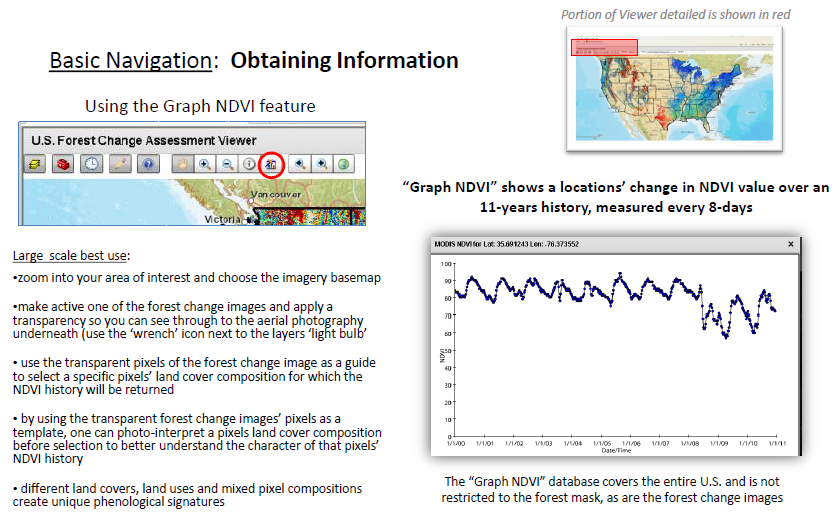 Portion of Viewer detailed is shown in red
Basic Navigation: Obtaining Information
Using the Graph NDVI feature
U.S. Forest Change Assessment Viewer
Vancouver
Victoria
“Graph NDVI” shows a locations’ change in NDVI value over an
11-years history, measured every 8-days
Large scale best use:
•zoom into your area of interest and choose the imagery basemap
•make active one of the forest change images and apply a
transparency so you can see through to the aerial photography
underneath (use the ‘wrench’ icon next to the layers ‘light bulb’
• use the transparent pixels of the forest change image as a guide
to select a specific pixels’ land cover composition for which the
NDVI history will be returned
• by using the transparent forest change images’ pixels as a
template, one can photo-interpret a pixels land cover composition
before selection to better understand the character of that pixels’
NDVI history
• different land covers, land uses and mixed pixel compositions
create unique phenological signatures
MODIS NDVI for Lat: 35.691243 Lon: -76.373552 x
100
90
80
70
60
50
40
30
20
10
0
NDVI
1/1/00 1/1/01 1/1/02 1/1/03 1/1/04 1/1/05 1/1/06 1/1/07 1/1/08 1/1/09 1/1/10 1/1/11
Date/Time
The “Graph NDVI” database covers the entire U.S. and is not
restricted to the forest mask, as are the forest change images